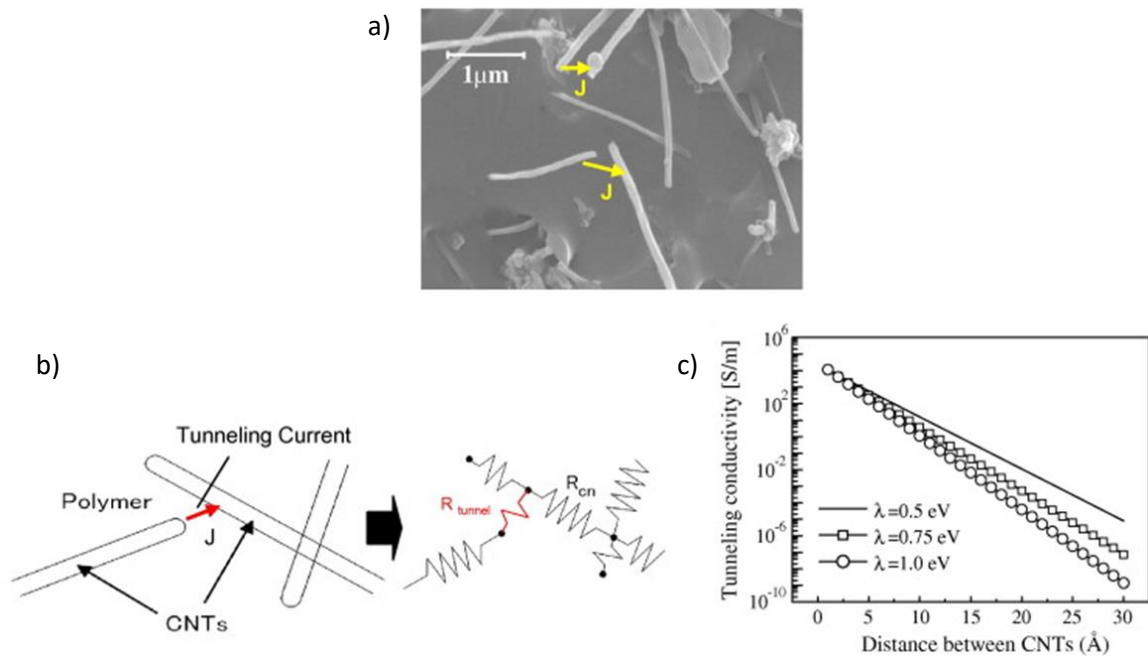 a)
1μm
J
J
b)
Tunneling Current
Polymer
J
CNTs
R tunnel
Rcn
c)
Tunneling conductivity [S/m]
10^6
10^2
10^-2
10^-6
10^-10
λ=0.5 eV
λ=0.75 eV
λ=1.0 eV
0 5 10 15 20 25 30
Distance between CNTs (Å)